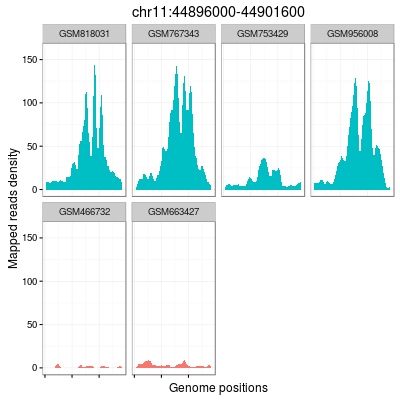 chr11:44896000-44901600
GSM818031 GSM767343 GSM753429 GSM956008
150
100
50
0
GSM466732 GSM663427
150
100
50
0
Mapped reads density
Genome positions